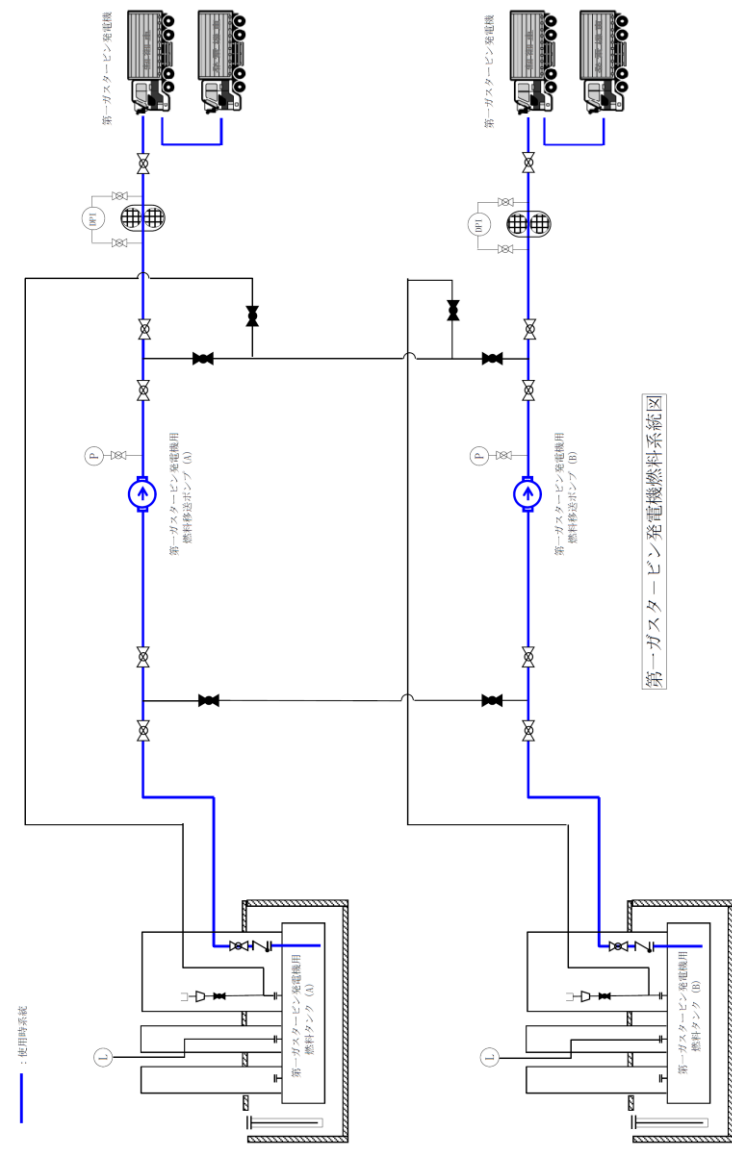 第一ガスタービン発電機
第一ガスタービン発電機
DPI
DPI
P
第一ガスタービン発電機用
燃料移送ポンプ（A）
P
第一ガスタービン発電機用
燃料移送ポンプ（B）
第一ガスタービン発電機燃料系統図
L
第一ガスタービン発電機用
燃料タンク（A）
L
第一ガスタービン発電機用
燃料タンク（B）
：使用時系統